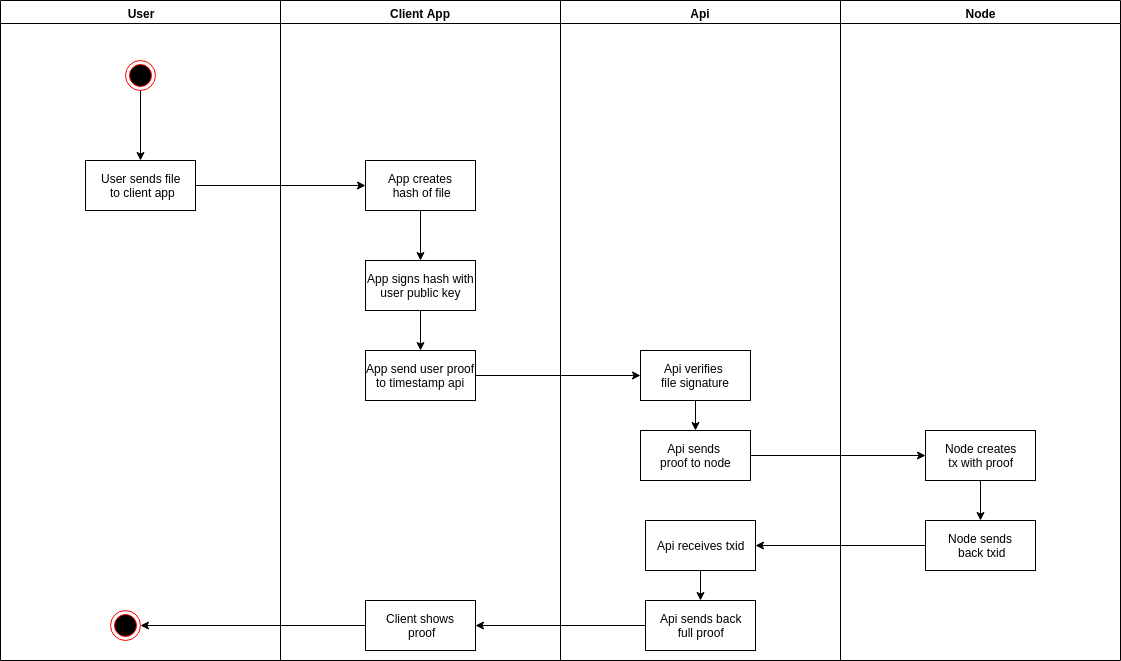 User
Client App
Api
Node
User sends file
to client app
App creates
hash of file
App signs hash with
user public key
App send user proof
to timestamp api
Api verifies
file signature
Api sends
proof to node
Node creates
tx with proof
Node sends
back txid
Api receives txid
Api sends back
full proof
Client shows
proof